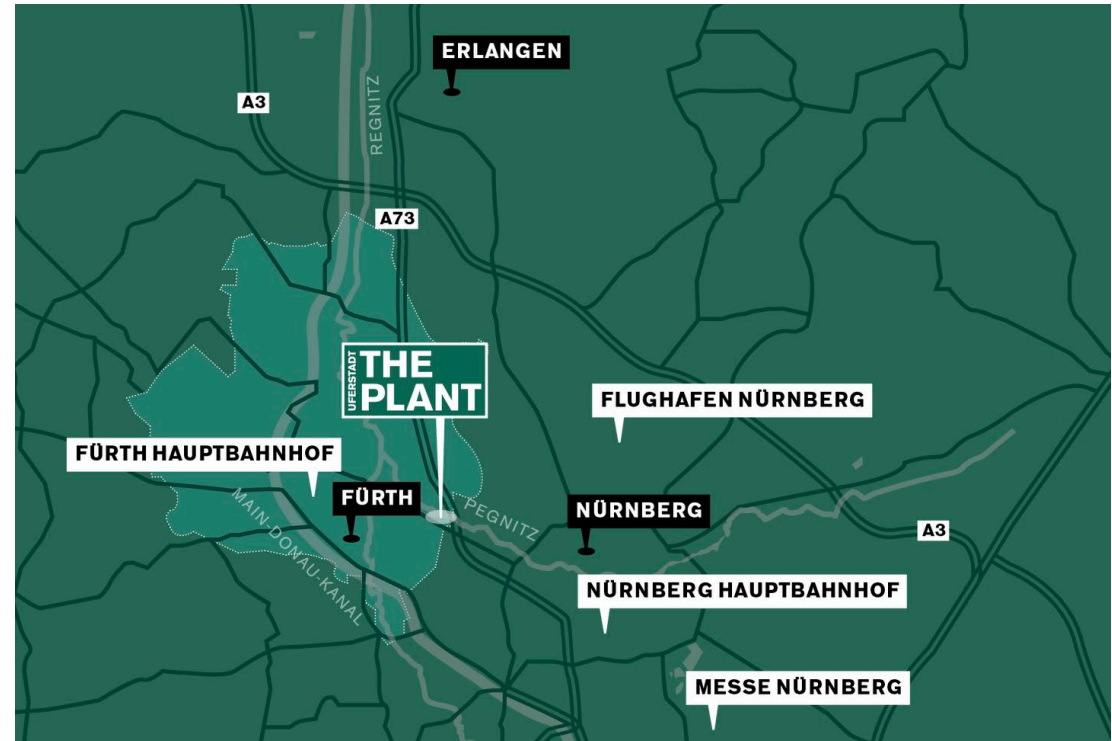 ERLANGEN
A3
REGNITZ
A73
UFERSTADT
THE
PLANT
FLUGHAFEN NÜRNBERG
FÜRTH HAUPTBAHNHOF
FÜRTH
MAIN-DONAU-KANAL
PEGNITZ
NÜRNBERG
A3
NÜRNBERG HAUPTBAHNHOF
MESSE NÜRNBERG